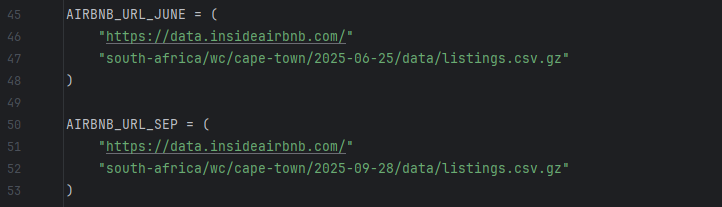 45 AIRBNB_URL_JUNE = (
46     "https://data.insideairbnb.com/"
47     "south-africa/wc/cape-town/2025-06-25/data/listings.csv.gz"
48 )
49
50 AIRBNB_URL_SEP = (
51     "https://data.insideairbnb.com/"
52     "south-africa/wc/cape-town/2025-09-28/data/listings.csv.gz"
53 )